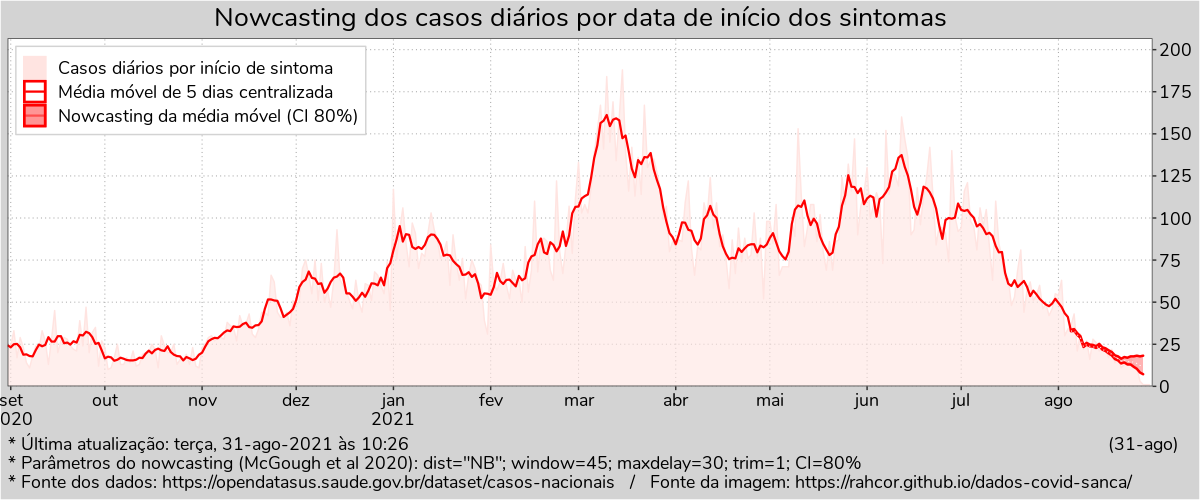 Nowcasting dos casos diários por data de início dos sintomas
Casos diários por início de sintoma
Média móvel de 5 dias centralizada
Nowcasting da média móvel (CI 80%)
200
175
150
125
100
75
50
25
0
set out nov dez jan fev mar abr mai jun jul ago
020 2021
* Última atualização: terça, 31-ago-2021 às 10:26 (31-ago)
* Parâmetros do nowcasting (McGough et al 2020): dist="NB"; window=45; maxdelay=30; trim=1; CI=80%
* Fonte dos dados: https://opendatasus.saude.gov.br/dataset/casos-nacionais / Fonte da imagem: https://rahcor.github.io/dados-covid-sanca/